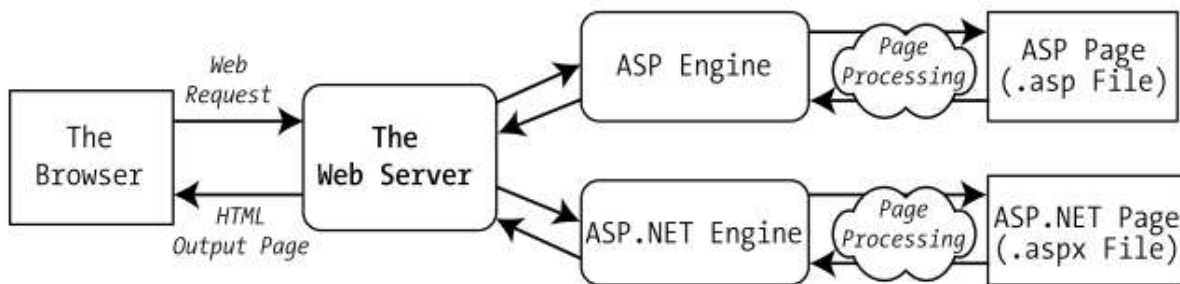 The
Browser
Web
Request
HTML
Output Page
The
Web Server
ASP Engine
Page
Processing
ASP Page
(.asp File)
ASP.NET Engine
Page
Processing
ASP.NET Page
(.aspx File)